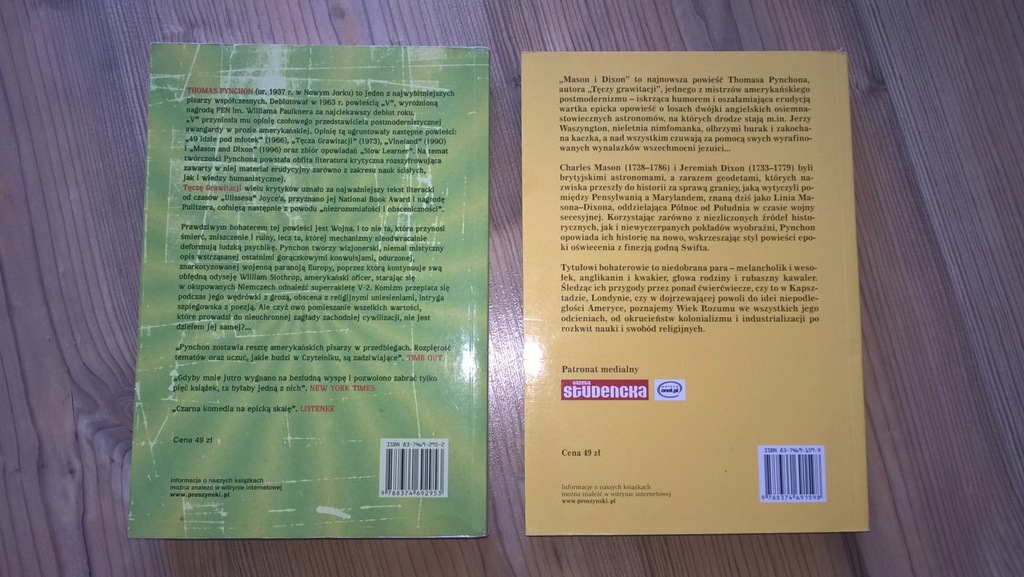 THOMAS PYNCHON (ur. 1937 r. w Nowym Jorku) to jeden z najwybitniejszych
pisarzy współczesnych. Debiutował w 1963 r. powieścią „V", wyróżnioną
nagrodą PEN im. Williama Faulknera za najciekawszy debiut roku.
„V" przyniosła mu opinię czołowego przedstawiciela postmodernistycznej
awangardy w prozie amerykańskiej. Opinię tę ugruntowały następne powieści:
„49 idzie pod młotek" (1966), „Tęcza Grawitacji" (1973), „Vineland" (1990)
i „Mason and Dixon" (1996) oraz zbiór opowiadań „Slow Learner". Na temat
twórczości Pynchona powstała obfita literatura krytyczna rozszyfrowująca
zawarty w niej materiał erudycyjny zarówno z zakresu nauk ścisłych,
jak i wiedzy humanistycznej.
Tęczę Grawitacji wielu krytyków uznało za najważniejszy tekst literacki
od czasów „Ulissesa" Joyce'a, przyznano jej National Book Award i nagrodę
Pulitzera, cofniętą następnie z powodu „niezrozumiałości i obsceniczności".
Prawdziwym bohaterem tej powieści jest Wojna. I to nie ta, która przynosi
śmierć, zniszczenie i ruiny, lecz ta, której mechanizmy nieodwracalnie
deformują ludzką psychikę. Pynchon tworzy wizjonerski, niemal mistyczny
opis wstrząsanej ostatnimi gorączkowymi konwulsjami, odurzonej,
znarkotyzowanej wojenną paranoją Europy, poprzez którą kontynuuje swą
obłędną odyseję William Slothrop, amerykański oficer, starając się
w okupowanych Niemczech odnaleźć superrakietę V-2. Komizm przeplata się
podczas jego wędrówki z grozą, obscena z religijnymi uniesieniami, intryga
szpiegowska z poezją. Ale czyż owo pomieszanie wszelkich wartości,
które prowadzi do nieuchronnej zagłady zachodniej cywilizacji, nie jest
dziełem jej samej?...
„Pynchon zostawia resztę amerykańskich pisarzy w przedbiegach. Rozpiętość
tematów oraz uczuć, jakie budzi w Czytelniku, są zadziwiające". TIME OUT
„Gdyby mnie jutro wygnano na bezludną wyspę i pozwolono zabrać tylko
pięć książek, ta byłaby jedną z nich". NEW YORK TIMES
„Czarna komedia na epicką skalę". LISTENER
Cena 49 zł
ISBN 83-7469-295-2
9 788374 692953
Informacje o naszych książkach
można znaleźć w witrynie internetowej
www.proszynski.pl
„Mason i Dixon" to najnowsza powieść Thomasa Pynchona,
autora „Tęczy grawitacji", jednego z mistrzów amerykańskiego
postmodernizmu – skrząca humorem i oszałamiająca erudycją
wartka epicka opowieść o losach dwójki angielskich osiemna-
stowiecznych astronomów, na których drodze stają m.in. Jerzy
Waszyngton, nieletnia nimfomanka, olbrzymi burak i zakocha-
na kaczka, a nad wszystkim czuwają za pomocą swych wyrafino-
wanych wynalazków wszechmocni jezuici...
Charles Mason (1728–1786) i Jeremiah Dixon (1733–1779) byli
brytyjskimi astronomami, a zarazem geodetami, których na-
zwiska przeszły do historii za sprawą granicy, jaką wytyczyli po-
między Pensylwanią a Marylandem, znaną dziś jako Linia Ma-
sona–Dixona, oddzielająca Północ od Południa w czasie wojny
secesyjnej. Korzystając zarówno z niezliczonych źródeł histo-
rycznych, jak i niewyczerpanych pokładów wyobraźni, Pynchon
opowiada ich historię na nowo, wskrzeszając styl powieści epo-
ki oświecenia z finezją godną Swifta.
Tytułowi bohaterowie to niedobrana para – melancholik i weso-
łek, anglikanin i kwakier, głowa rodziny i rubaszny kawaler.
Śledząc ich przygody przez ponad ćwierćwiecze, czy to w Kapsz-
tadzie, Londynie, czy w dojrzewającej powoli do idei niepodle-
głości Ameryce, poznajemy Wiek Rozumu we wszystkich jego
odcieniach, od okrucieństw kolonializmu i industrializacji po
rozkwit nauki i swobód religijnych.
Patronat medialny
gazeta
studencka
onet.pl
Cena 49 zł
ISBN 83-7469-159-X
9 788374 691598
Informacje o naszych książkach
można znaleźć w witrynie internetowej
www.proszynski.pl